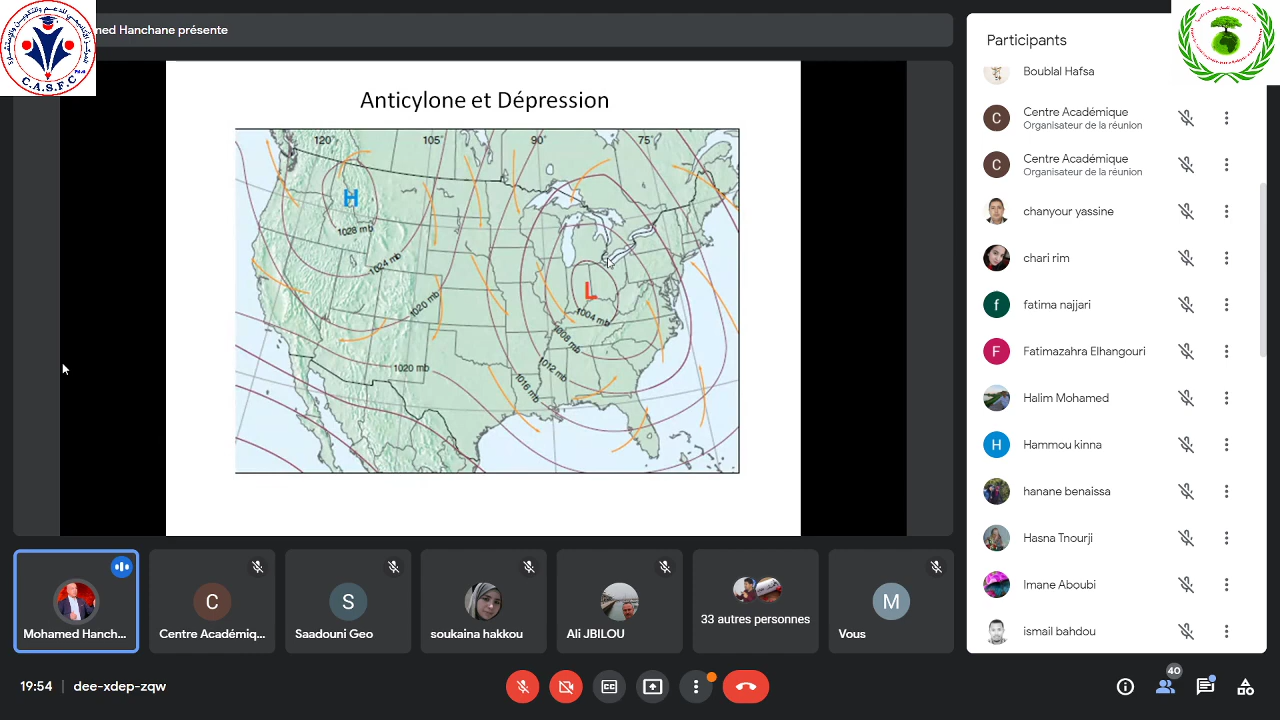 C.A.S.F.C
med Hanchane présente
Anticylone et Dépression
120°
105°
90°
75°
H
1028 mb
1024 mb
1020 mb
1020 mb
L
1004 mb
1008 mb
1012 mb
1016 mb
Participants
Boublal Hafsa
C
Centre Académique
Organisateur de la réunion
C
Centre Académique
Organisateur de la réunion
chanyour yassine
chari rim
f
fatima najjari
F
Fatimazahra Elhangouri
Halim Mohamed
H
Hammou kinna
hanane benaissa
Hasna Tnourji
Imane Aboubi
ismail bahdou
Mohamed Hanch...
C
Centre Académiq...
S
Saadouni Geo
soukaina hakkou
Ali JBILOU
33 autres personnes
M
Vous
19:54 | dee-xdep-zqw
CC
40